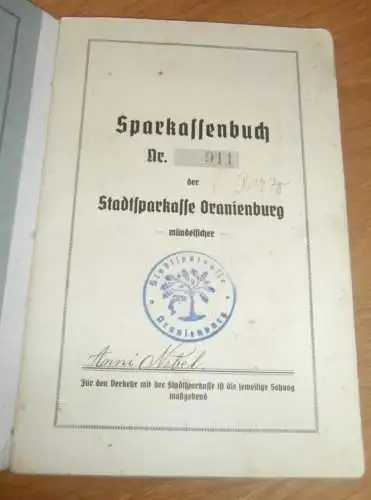 Sparkaſſenbuch
Nr. 911
der
Stadtſparkaſſe Oranienburg
— mündelſicher —
Stadtsparkasse
Oranienburg
Für den Verkehr mit der Stadtſparkaſſe iſt die jeweilige Satzung
maßgebend